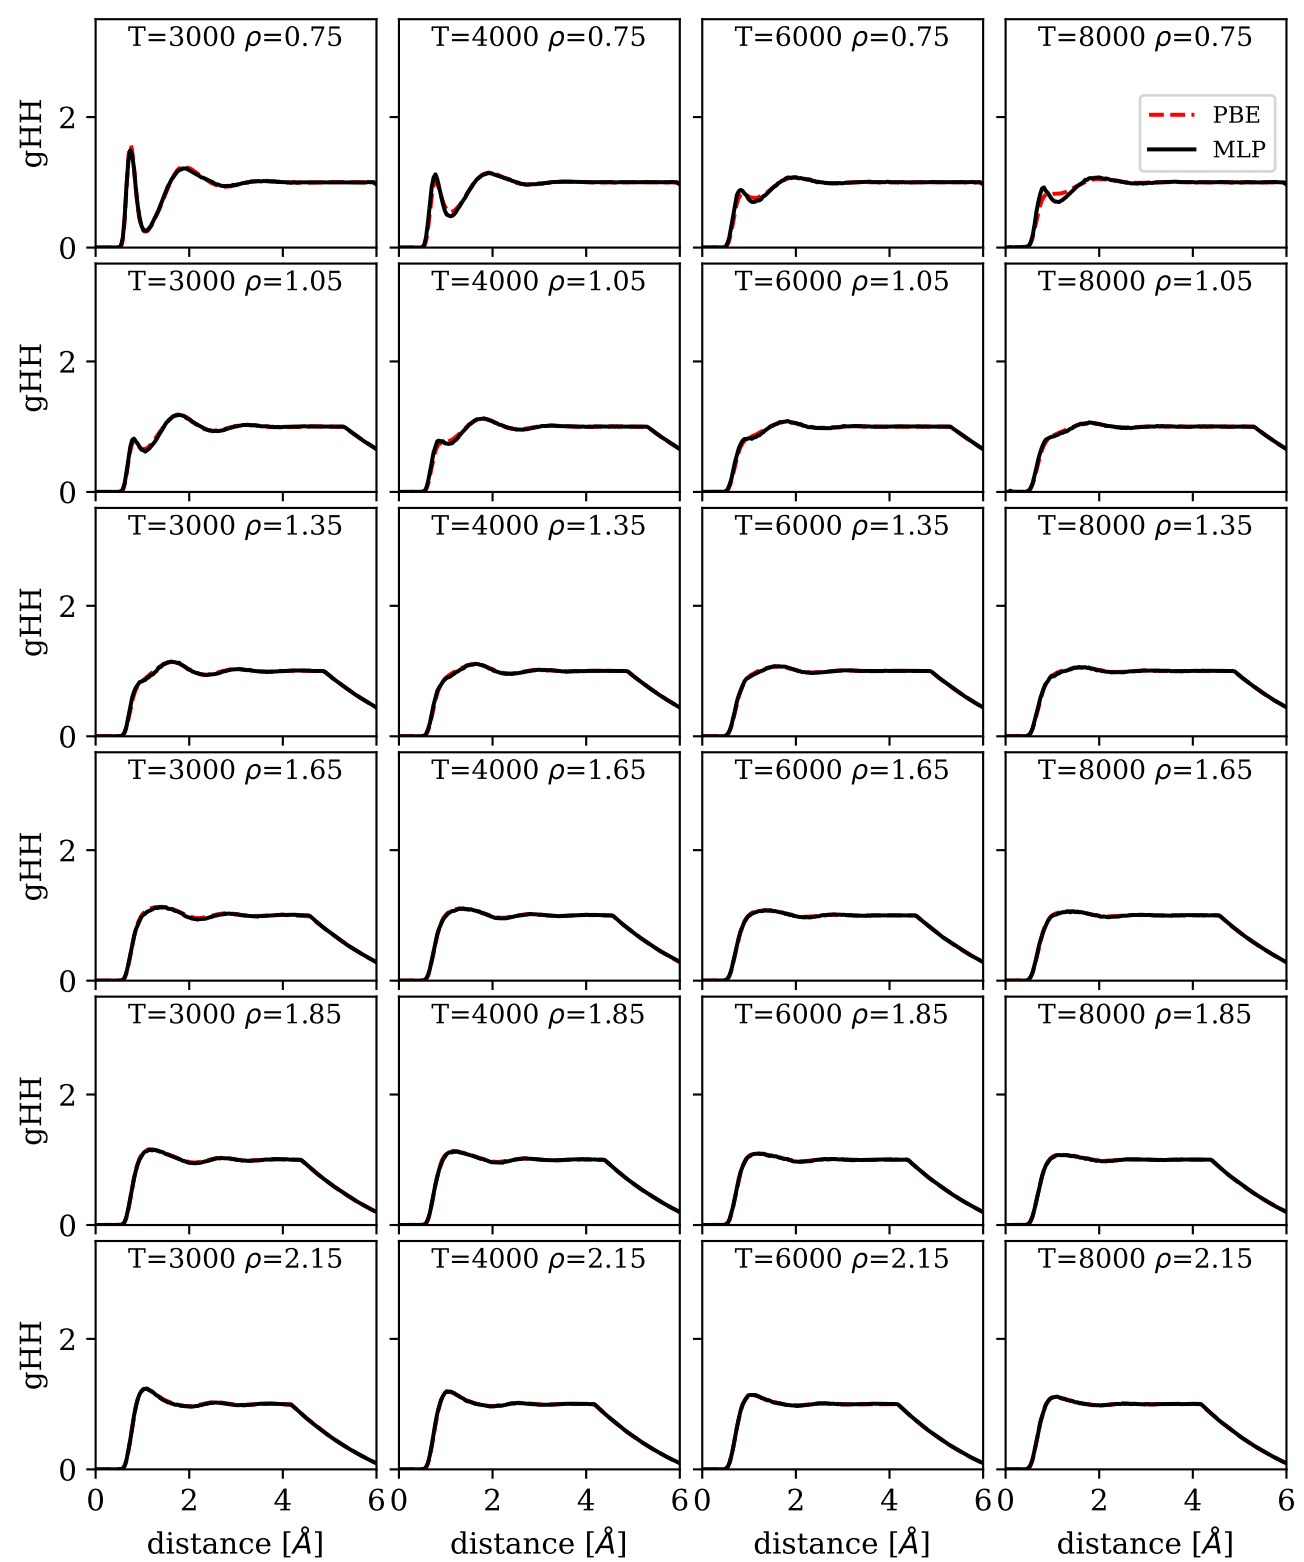 T=3000 ρ=0.75 T=4000 ρ=0.75 T=6000 ρ=0.75 T=8000 ρ=0.75
PBE
MLP
gHH
2
0
T=3000 ρ=1.05 T=4000 ρ=1.05 T=6000 ρ=1.05 T=8000 ρ=1.05
gHH
2
0
T=3000 ρ=1.35 T=4000 ρ=1.35 T=6000 ρ=1.35 T=8000 ρ=1.35
gHH
2
0
T=3000 ρ=1.65 T=4000 ρ=1.65 T=6000 ρ=1.65 T=8000 ρ=1.65
gHH
2
0
T=3000 ρ=1.85 T=4000 ρ=1.85 T=6000 ρ=1.85 T=8000 ρ=1.85
gHH
2
0
T=3000 ρ=2.15 T=4000 ρ=2.15 T=6000 ρ=2.15 T=8000 ρ=2.15
gHH
2
0
0 2 4 6 0 2 4 6 0 2 4 6 0 2 4 6
distance [Å] distance [Å] distance [Å] distance [Å]